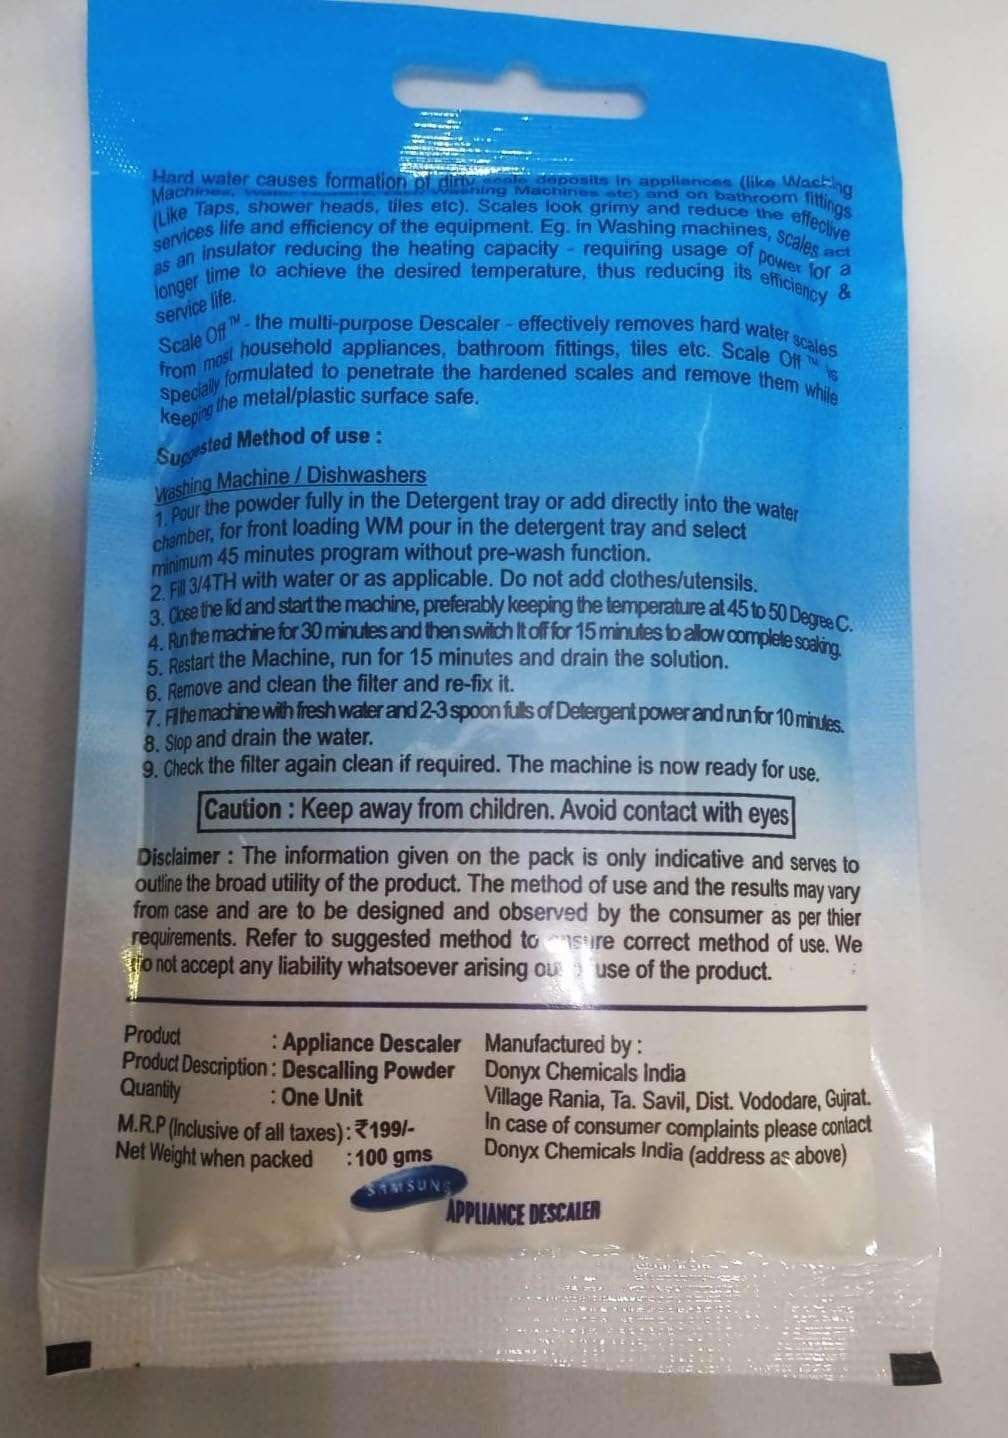 Hard water causes formation of dirty scale deposits in appliances (like Washing
Machines, Washing Machines etc) and on bathroom fittings
(Like Taps, shower heads, tiles etc). Scales look grimy and reduce the effective
services life and efficiency of the equipment. Eg. in Washing machines, scales act
as an insulator reducing the heating capacity - requiring usage of power for a
longer time to achieve the desired temperature, thus reducing its efficiency &
service life.
Scale Off™ - the multi-purpose Descaler - effectively removes hard water scales
from most household appliances, bathroom fittings, tiles etc. Scale Off™ is
specially formulated to penetrate the hardened scales and remove them while
keeping the metal/plastic surface safe.
Suggested Method of use :
Washing Machine / Dishwashers
1. Pour the powder fully in the Detergent tray or add directly into the water
chamber, for front loading WM pour in the detergent tray and select
minimum 45 minutes program without pre-wash function.
2. Fill 3/4TH with water or as applicable. Do not add clothes/utensils.
3. Close the lid and start the machine, preferably keeping the temperature at 45 to 50 Degree C.
4. Run the machine for 30 minutes and then switch It off for 15 minutes to allow complete soaking.
5. Restart the Machine, run for 15 minutes and drain the solution.
6. Remove and clean the filter and re-fix it.
7. Fill the machine with fresh water and 2-3 spoon fulls of Detergent power and run for 10 minutes.
8. Stop and drain the water.
9. Check the filter again clean if required. The machine is now ready for use.
Caution : Keep away from children. Avoid contact with eyes
Disclaimer : The information given on the pack is only indicative and serves to
outline the broad utility of the product. The method of use and the results may vary
from case and are to be designed and observed by the consumer as per thier
requirements. Refer to suggested method to ensure correct method of use. We
do not accept any liability whatsoever arising out of use of the product.
Product : Appliance Descaler
Product Description : Descalling Powder
Quantity : One Unit
M.R.P (Inclusive of all taxes) : ₹199/-
Net Weight when packed : 100 gms
Manufactured by :
Donyx Chemicals India
Village Rania, Ta. Savil, Dist. Vododare, Gujrat.
In case of consumer complaints please contact
Donyx Chemicals India (address as above)
SAMSUNG
APPLIANCE DESCALER